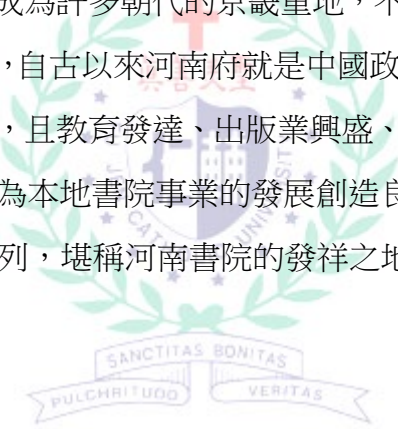 成為許多朝代的京畿重地，不
，自古以來河南府就是中國政
，且教育發達、出版業興盛、
為本地書院事業的發展創造良
列，堪稱河南書院的發祥之地
SANCTITAS BONITAS
PULCHRITUDO VERITAS